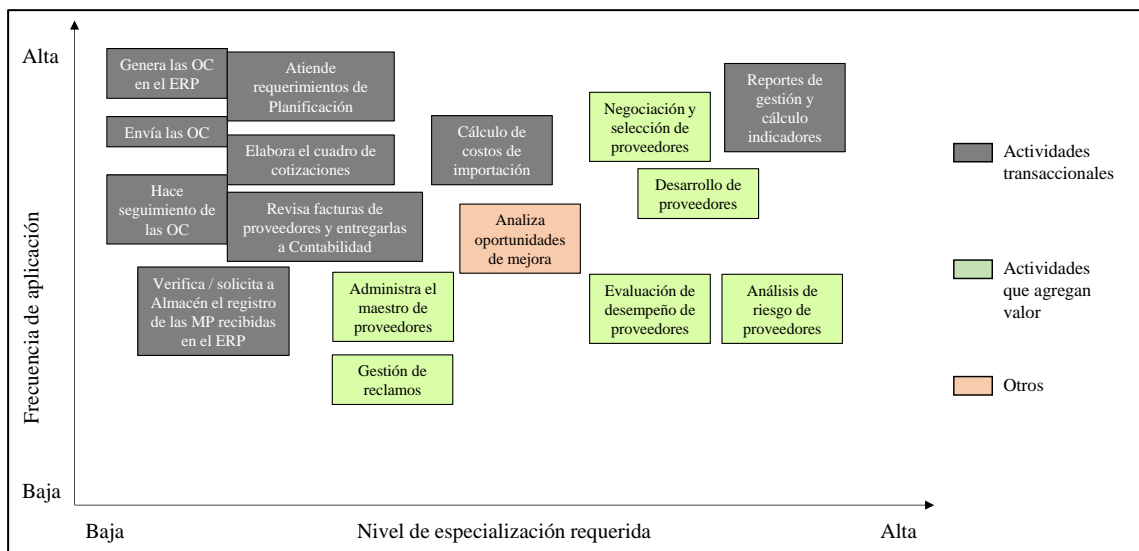 Alta
Genera las OC
en el ERP
Atiende
requerimientos de
Planificación
Envía las OC
Elabora el cuadro de
cotizaciones
Hace
seguimiento de
las OC
Revisa facturas de
proveedores y entregarlas
a Contabilidad
Verifica / solicita a
Almacén el registro
de las MP recibidas
en el ERP
Administra el
maestro de
proveedores
Gestión de
reclamos
Cálculo de
costos de
importación
Analiza
oportunidades
de mejora
Negociación y
selección de
proveedores
Reportes de
gestión y
cálculo
indicadores
Desarrollo de
proveedores
Evaluación de
desempeño de
proveedores
Análisis de
riesgo de
proveedores
Actividades
transaccionales
Actividades
que agregan
valor
Otros
Frecuencia de aplicación
Baja
Baja
Nivel de especialización requerida
Alta